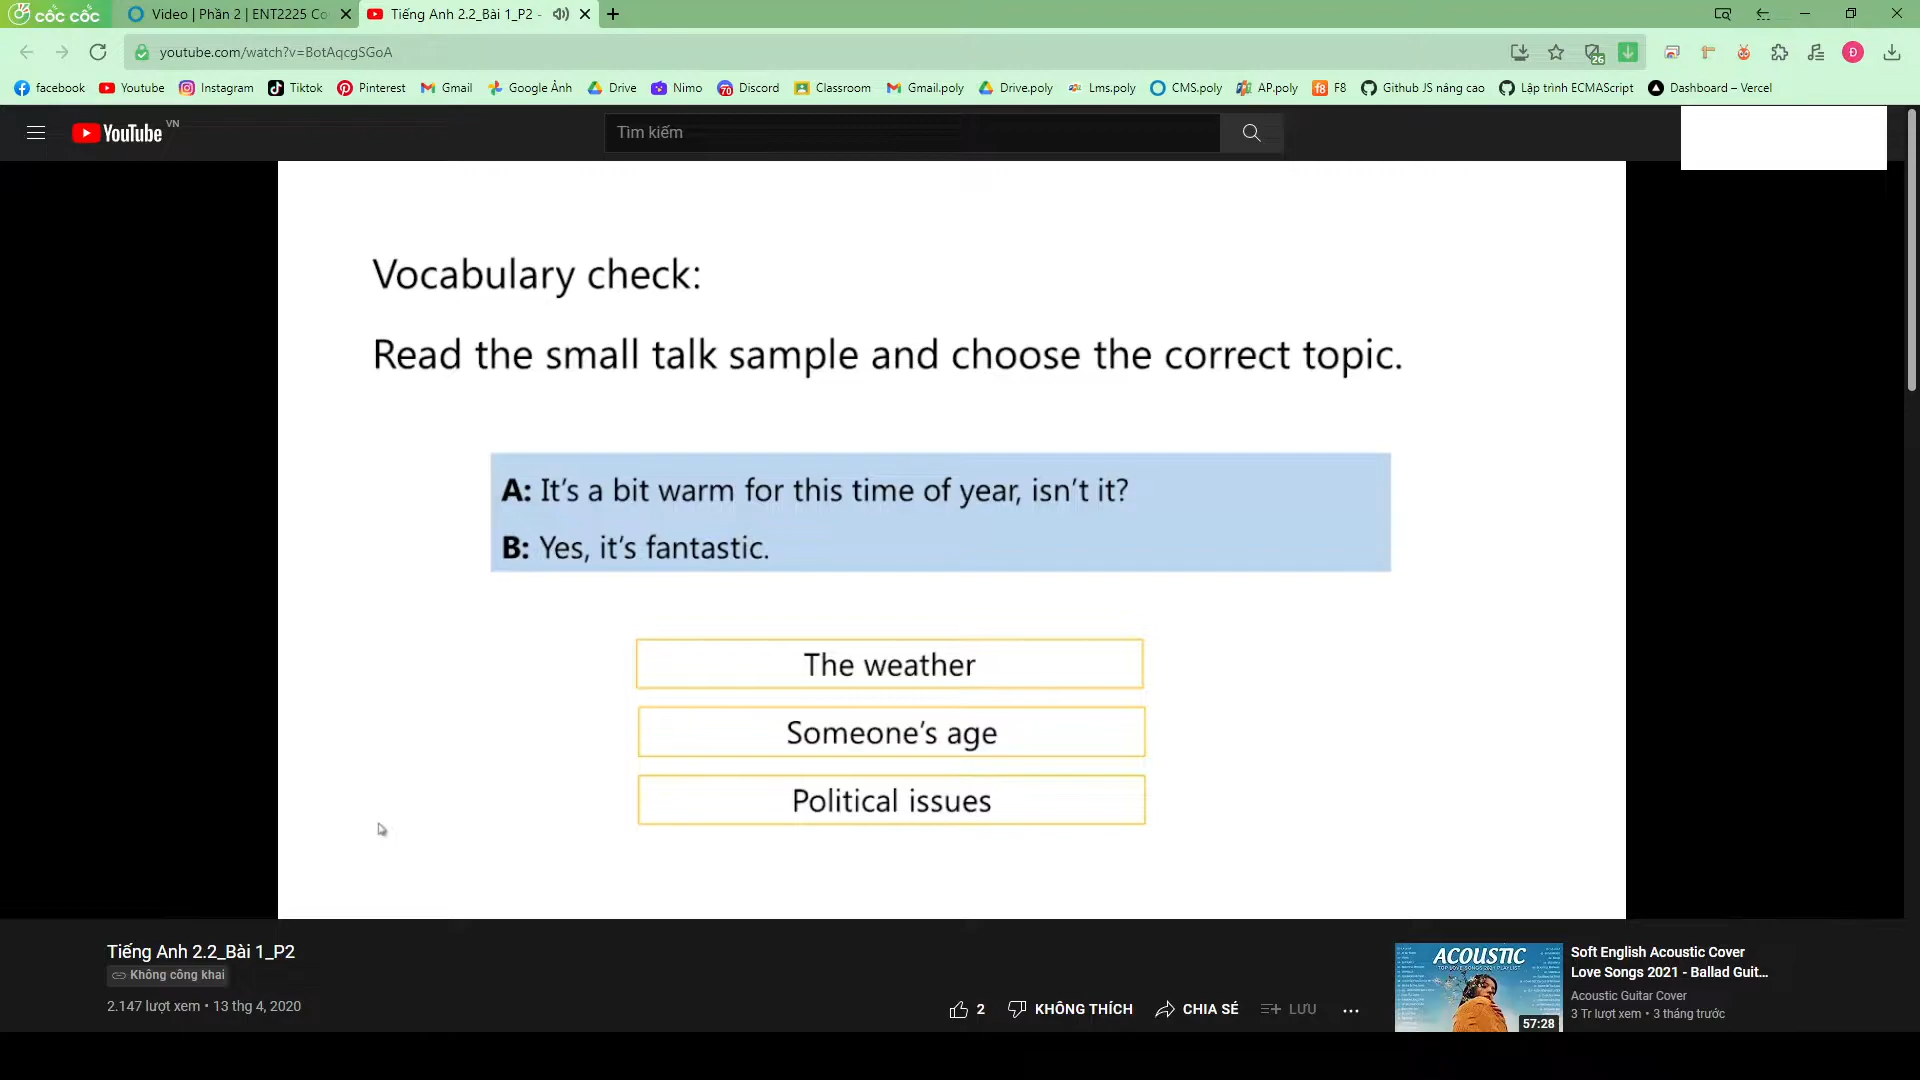 cốc cốc
Video | Phần 2 | ENT2225 Co
Tiếng Anh 2.2_Bài 1_P2 -
youtube.com/watch?v=BotAqcgSGoA
26
Đ
facebook
Youtube
Instagram
Tiktok
Pinterest
Gmail
Google Ảnh
Drive
Nimo
Discord
Classroom
Gmail.poly
Drive.poly
Lms.poly
CMS.poly
AP.poly
F8
Github JS nâng cao
Lập trình ECMAScript
Dashboard – Vercel
YouTube VN
Tìm kiếm
Vocabulary check:
Read the small talk sample and choose the correct topic.
A: It’s a bit warm for this time of year, isn’t it?
B: Yes, it’s fantastic.
The weather
Someone’s age
Political issues
Tiếng Anh 2.2_Bài 1_P2
Không công khai
2.147 lượt xem • 13 thg 4, 2020
2
KHÔNG THÍCH
CHIA SẺ
LƯU
ACOUSTIC
TOP LOVE SONGS 2021 PLAYLIST
57:28
Soft English Acoustic Cover
Love Songs 2021 - Ballad Guit...
Acoustic Guitar Cover
3 Tr lượt xem • 3 tháng trước